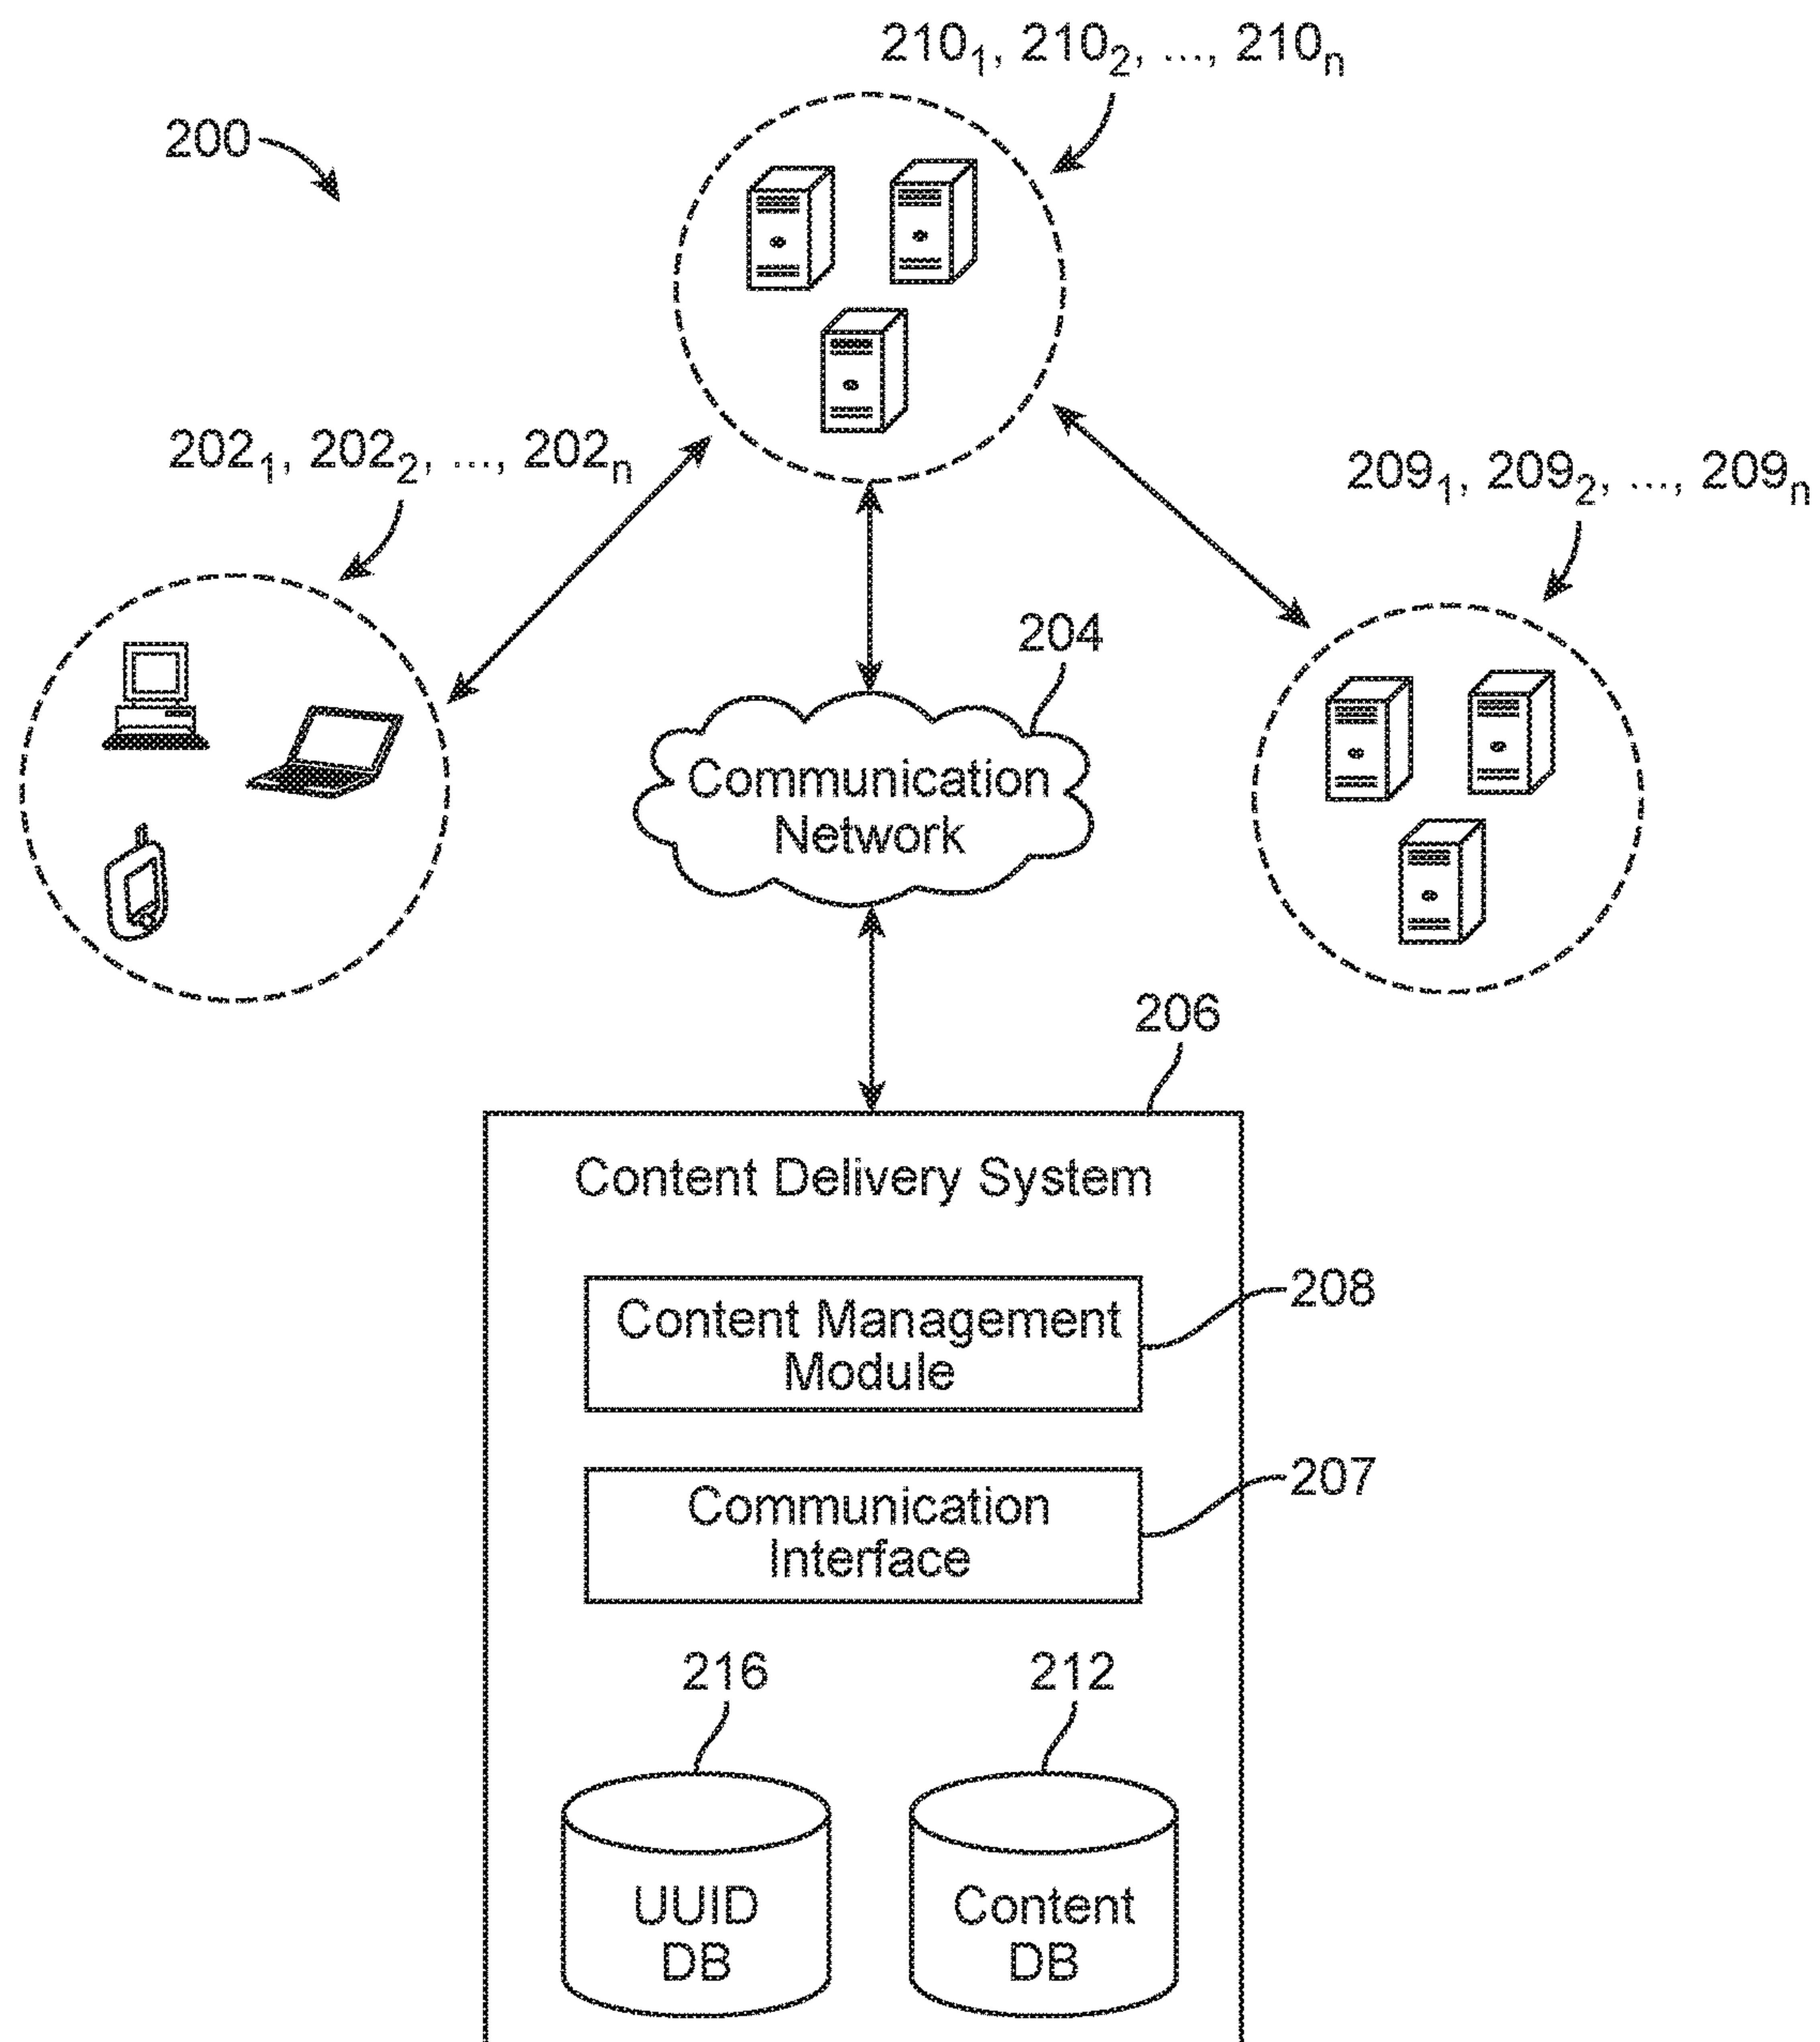 210₁, 210₂, ..., 210ₙ
200
202₁, 202₂, ..., 202ₙ
209₁, 209₂, ..., 209ₙ
204
Communication
Network
206
Content Delivery System
Content Management
Module
208
Communication
Interface
207
216
212
UUID
DB
Content
DB